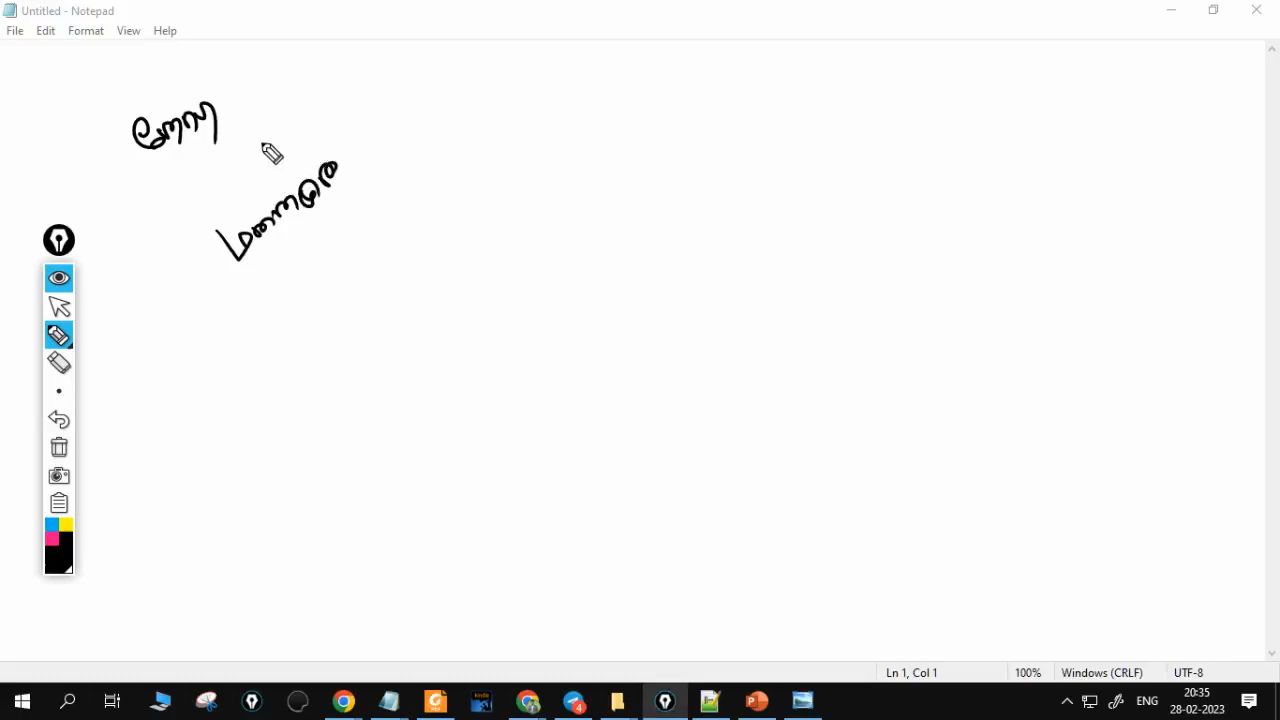 Untitled - Notepad
File Edit Format View Help
Ln 1, Col 1 100% Windows (CRLF) UTF-8
ENG
20:35
28-02-2023
4